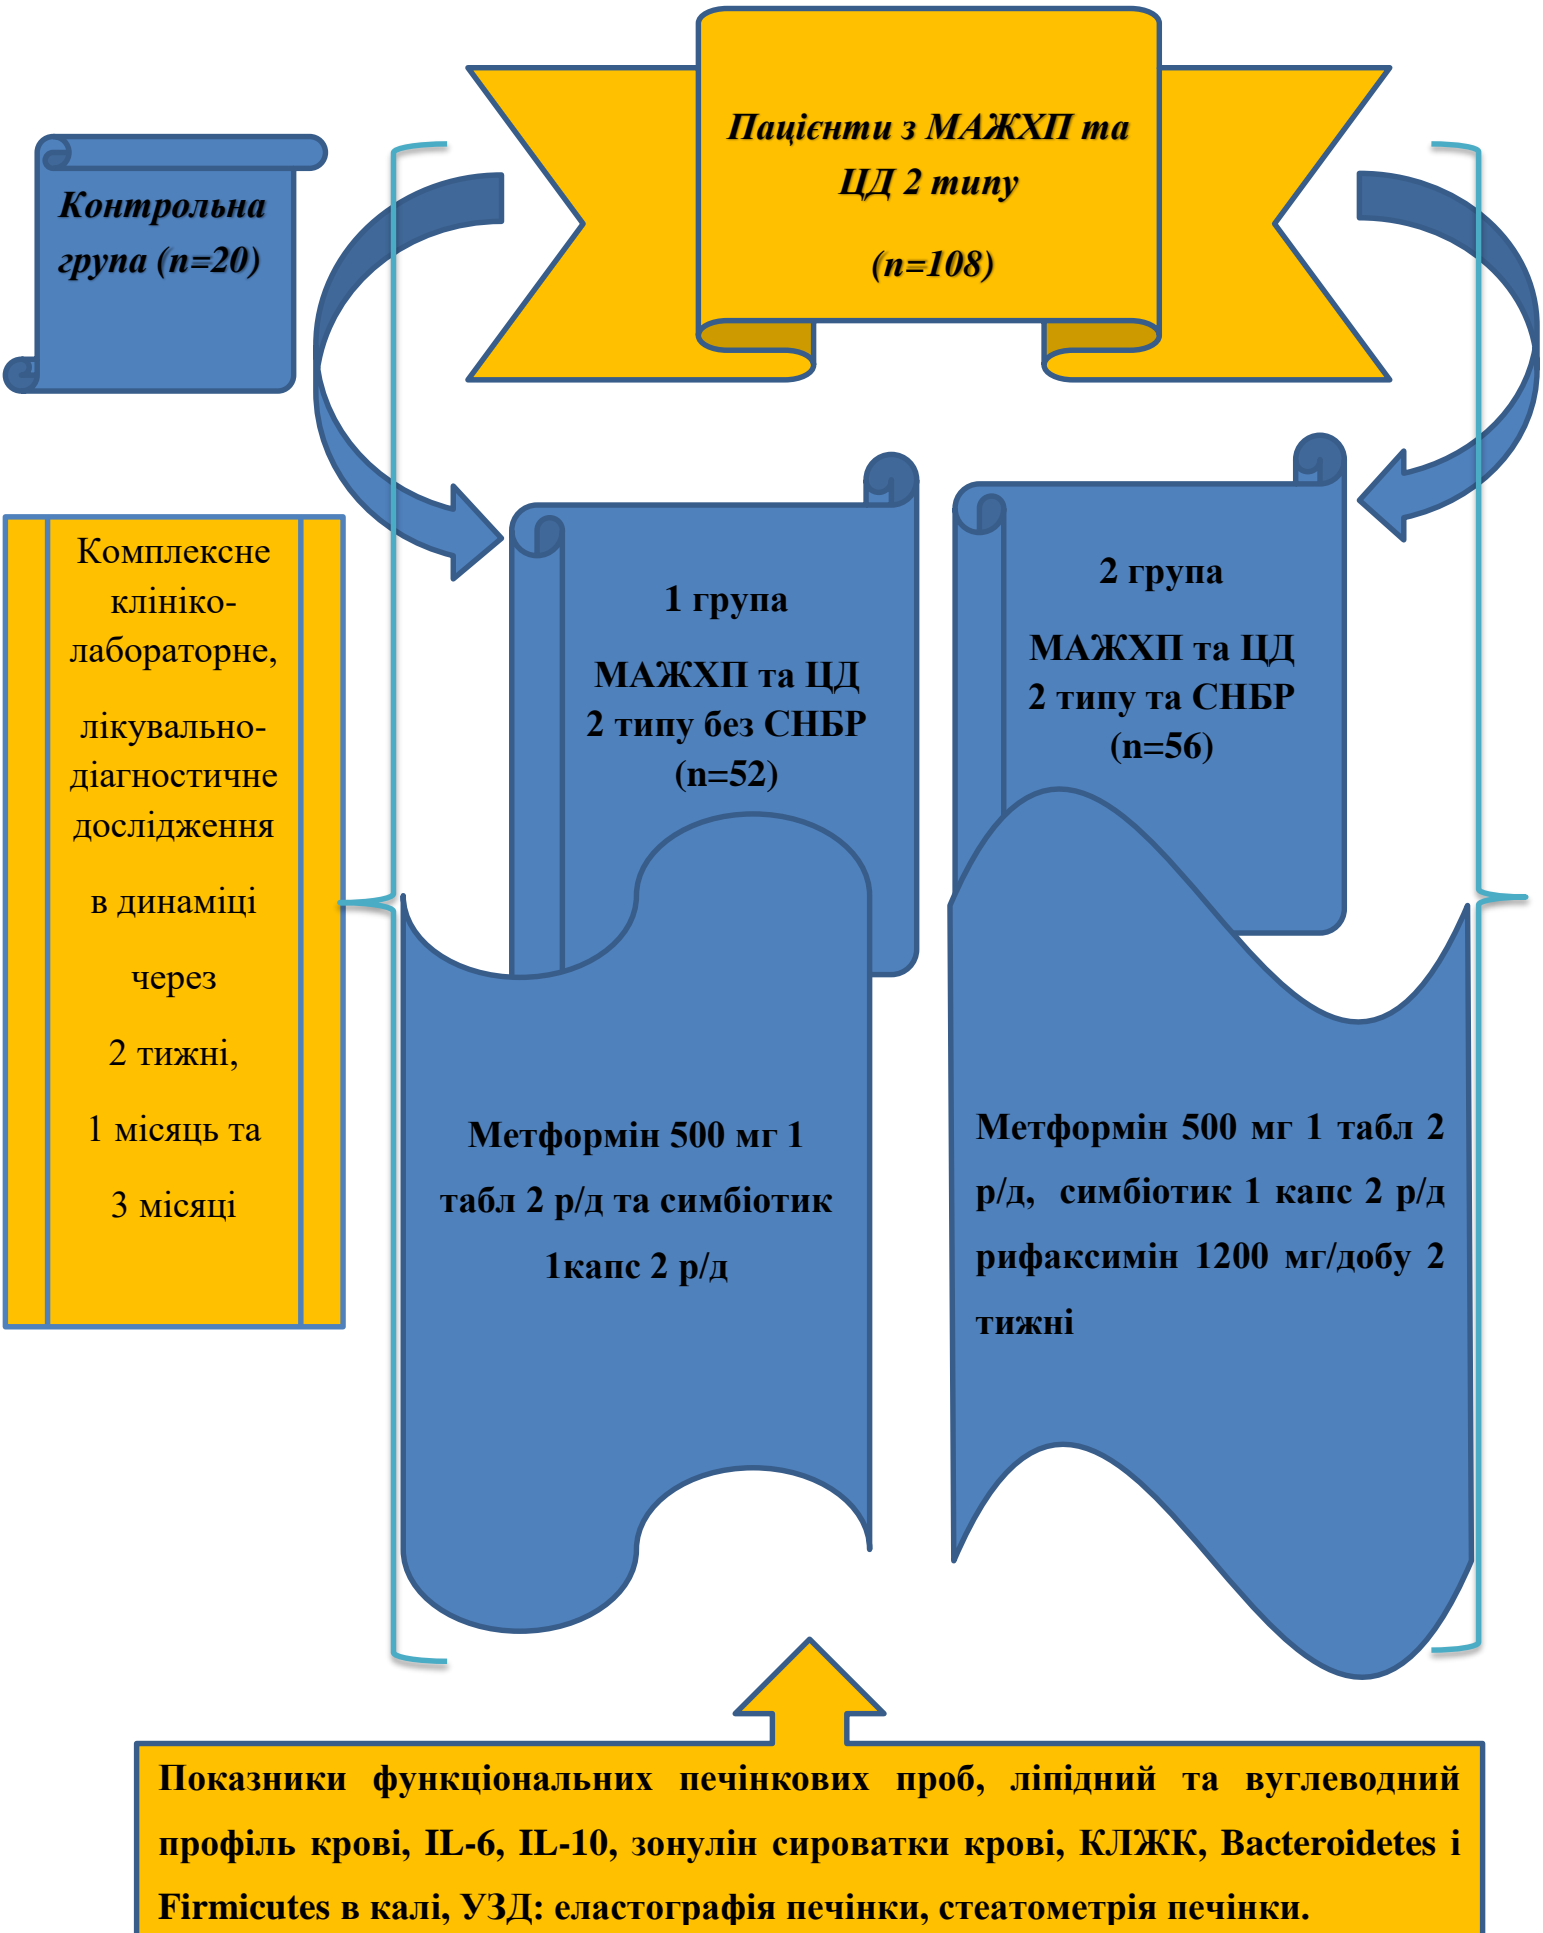 Пацієнти з МАЖХП та
ЦД 2 типу
(n=108)
Контрольна
група (n=20)
Комплексне
клініко-
лабораторне,
лікувально-
діагностичне
дослідження
в динаміці
через
2 тижні,
1 місяць та
3 місяці
1 група
МАЖХП та ЦД
2 типу без СНБР
(n=52)
2 група
МАЖХП та ЦД
2 типу та СНБР
(n=56)
Метформін 500 мг 1
табл 2 р/д та симбіотик
1капс 2 р/д
Метформін 500 мг 1 табл 2
р/д, симбіотик 1 капс 2 р/д
рифаксимін 1200 мг/добу 2
тижні
Показники функціональних печінкових проб, ліпідний та вуглеводний
профіль крові, IL-6, IL-10, зонулін сироватки крові, КЛЖК, Bacteroidetes і
Firmicutes в калі, УЗД: еластографія печінки, стеатометрія печінки.